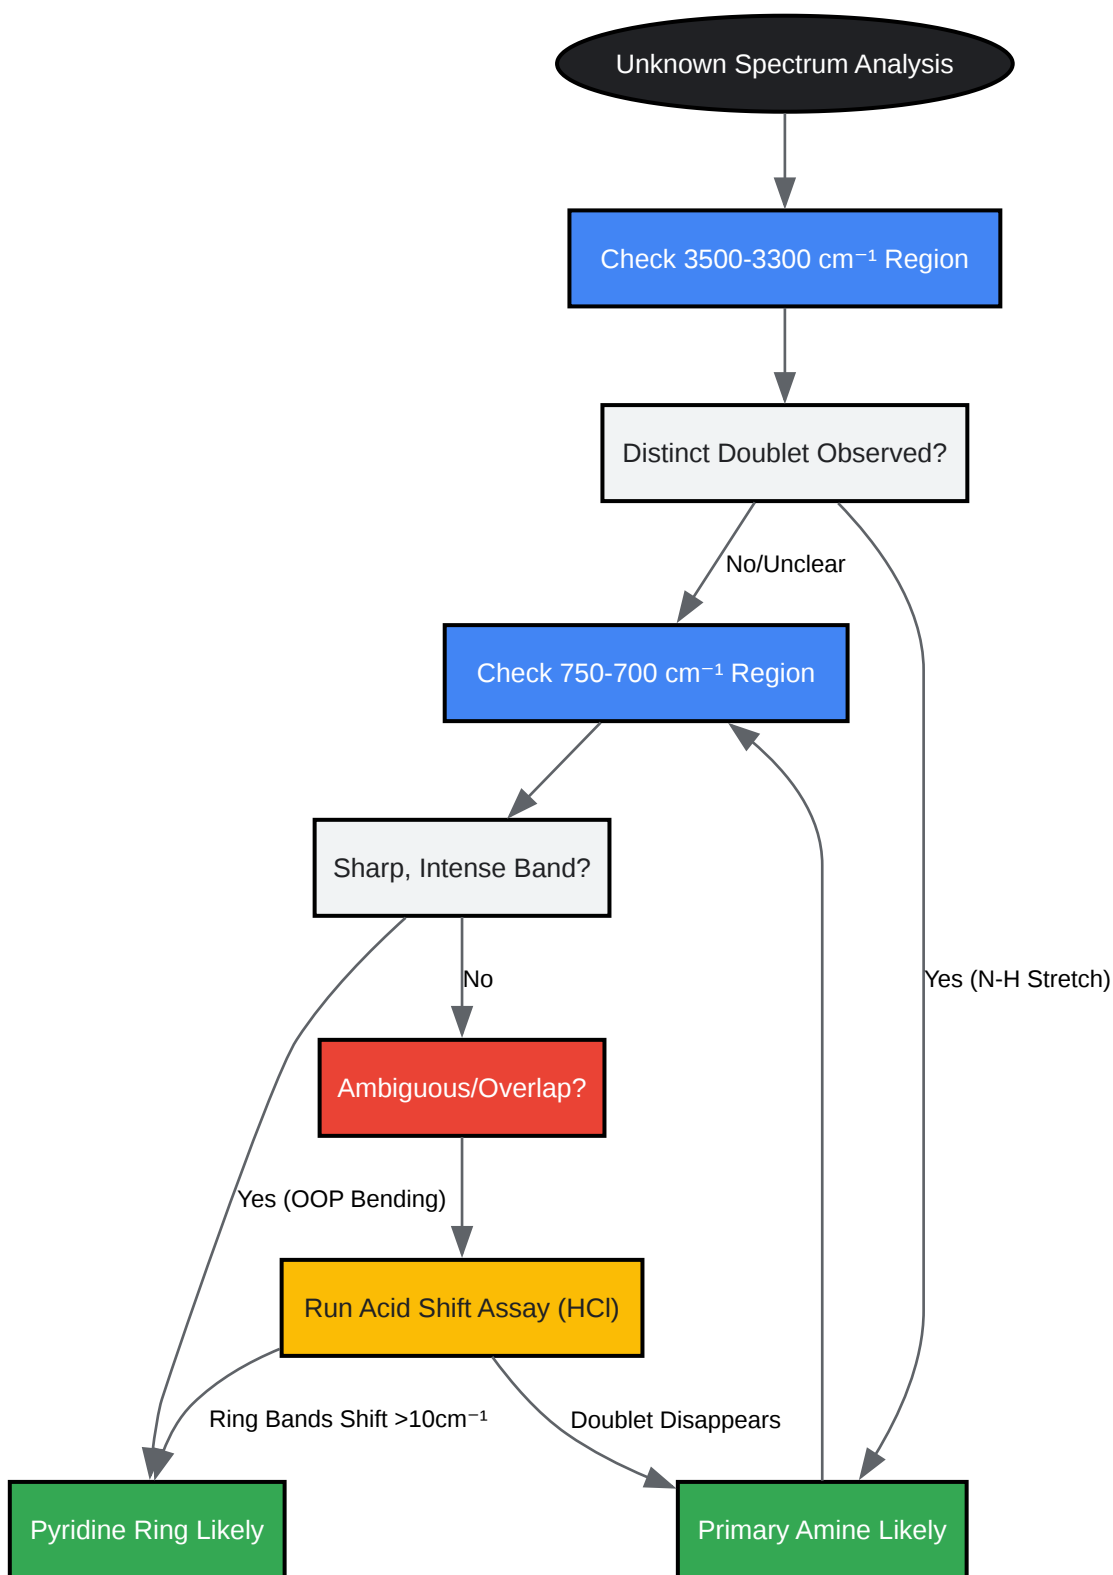 Unknown Spectrum Analysis
Check 3500-3300 cm⁻¹ Region
Distinct Doublet Observed?
No/Unclear
Check 750-700 cm⁻¹ Region
Sharp, Intense Band?
No
Yes (N-H Stretch)
Ambiguous/Overlap?
Yes (OOP Bending)
Run Acid Shift Assay (HCl)
Ring Bands Shift >10cm⁻¹
Doublet Disappears
Pyridine Ring Likely
Primary Amine Likely